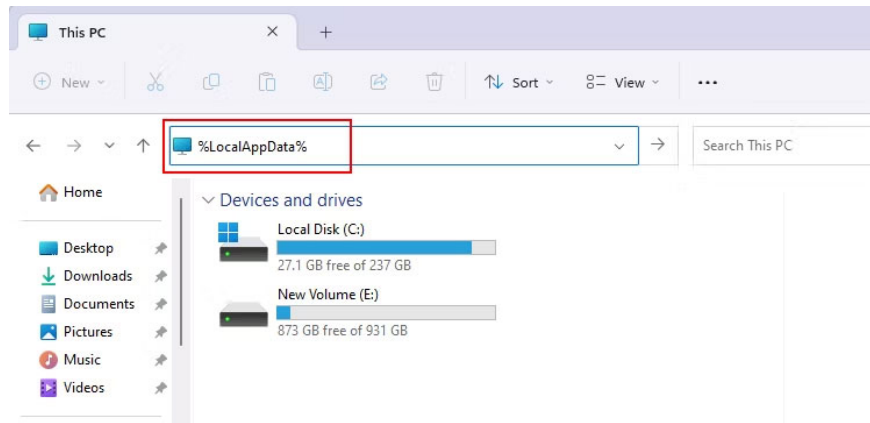 This PC
New
Sort
View
%LocalAppData%
Search This PC
Home
Desktop
Downloads
Documents
Pictures
Music
Videos
Devices and drives
Local Disk (C:)
27.1 GB free of 237 GB
New Volume (E:)
873 GB free of 931 GB